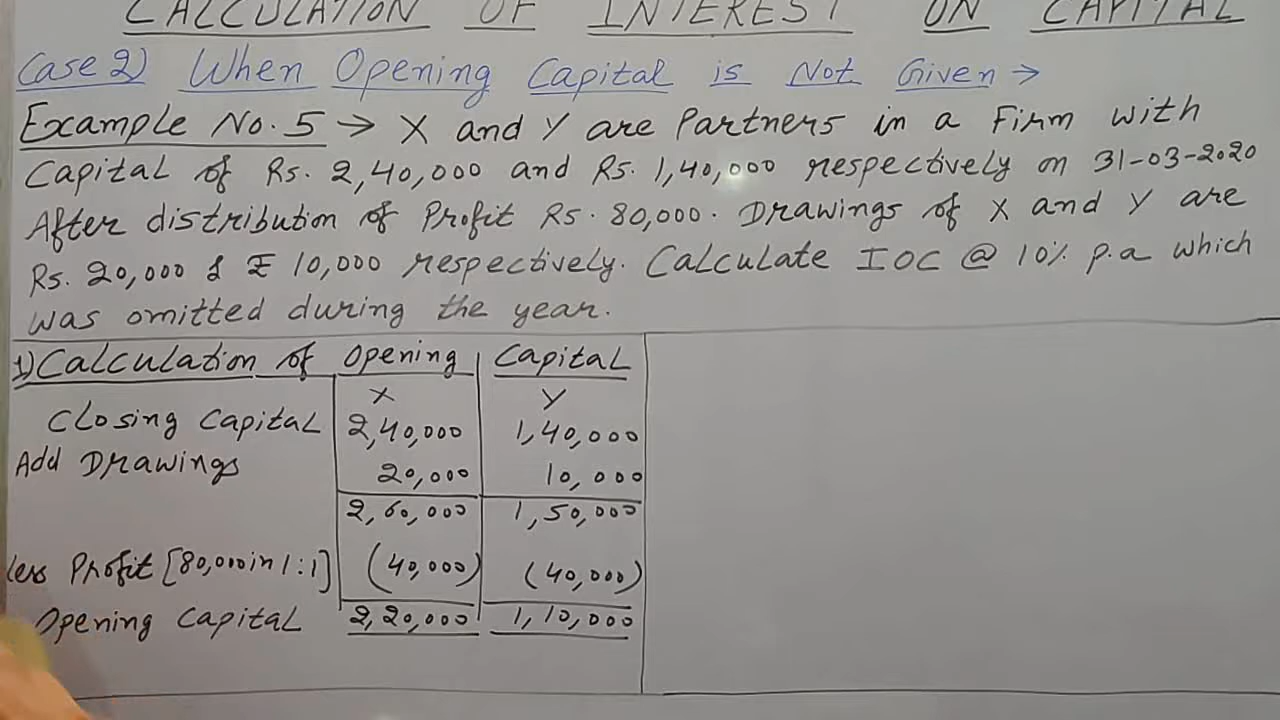 CALCULATION OF INTEREST ON CAPITAL
Case 2) When Opening Capital is Not Given →
Example No. 5 → X and Y are Partners in a Firm with
Capital of Rs. 2,40,000 and Rs. 1,40,000 respectively on 31-03-2020
After distribution of Profit Rs. 80,000. Drawings of X and Y are
Rs. 20,000 & ₹ 10,000 respectively. Calculate IOC @ 10% p.a which
was omitted during the year.
1) Calculation of Opening Capital
X Y
Closing Capital 2,40,000 1,40,000
Add Drawings 20,000 10,000
2,60,000 1,50,000
Less Profit [80,000 in 1:1] (40,000) (40,000)
Opening Capital 2,20,000 1,10,000